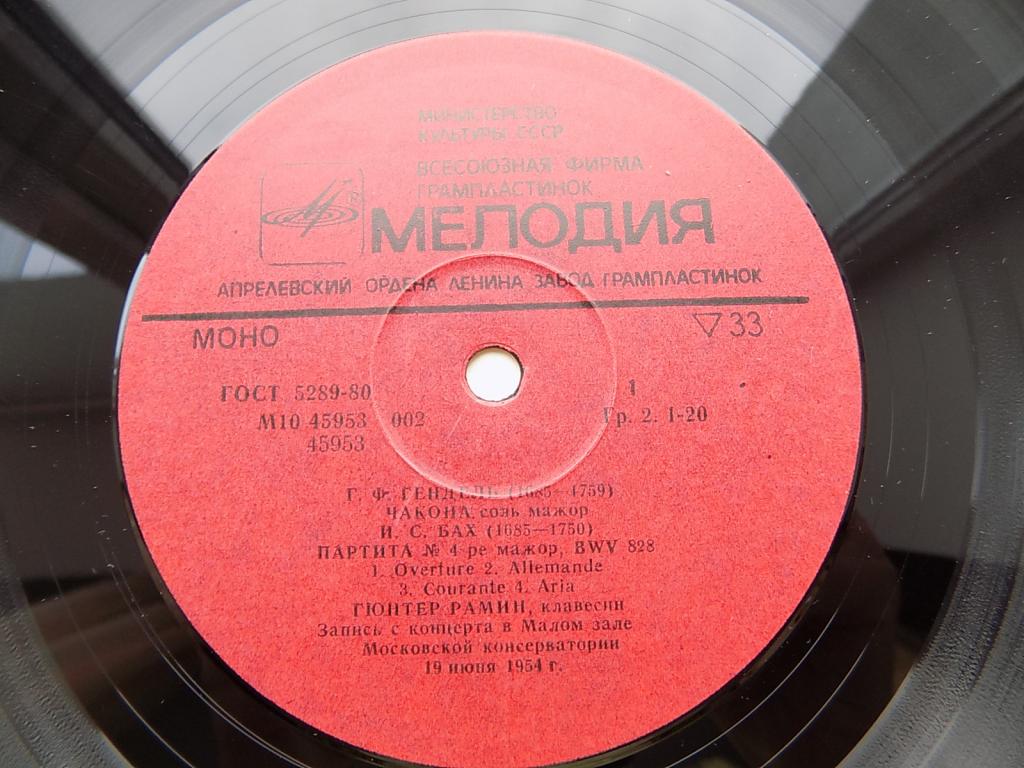 МИНИСТЕРСТВО
КУЛЬТУРЫ СССР
ВСЕСОЮЗНАЯ ФИРМА
ГРАМПЛАСТИНОК
®
МЕЛОДИЯ
АПРЕЛЕВСКИЙ ОРДЕНА ЛЕНИНА ЗАВОД ГРАМПЛАСТИНОК
МОНО ▽ 33
ГОСТ 5289-80 1
М10 45953 002 Гр. 2. 1-20
45953
Г. Ф. ГЕНДЕЛЬ (1685—1759)
ЧАКОНА соль мажор
И. С. БАХ (1685—1750)
ПАРТИТА № 4 ре мажор, BWV 828
1. Overture 2. Allemande
3. Courante 4. Aria
ГЮНТЕР РАМИН, клавесин
Запись с концерта в Малом зале
Московской консерватории
19 июня 1954 г.